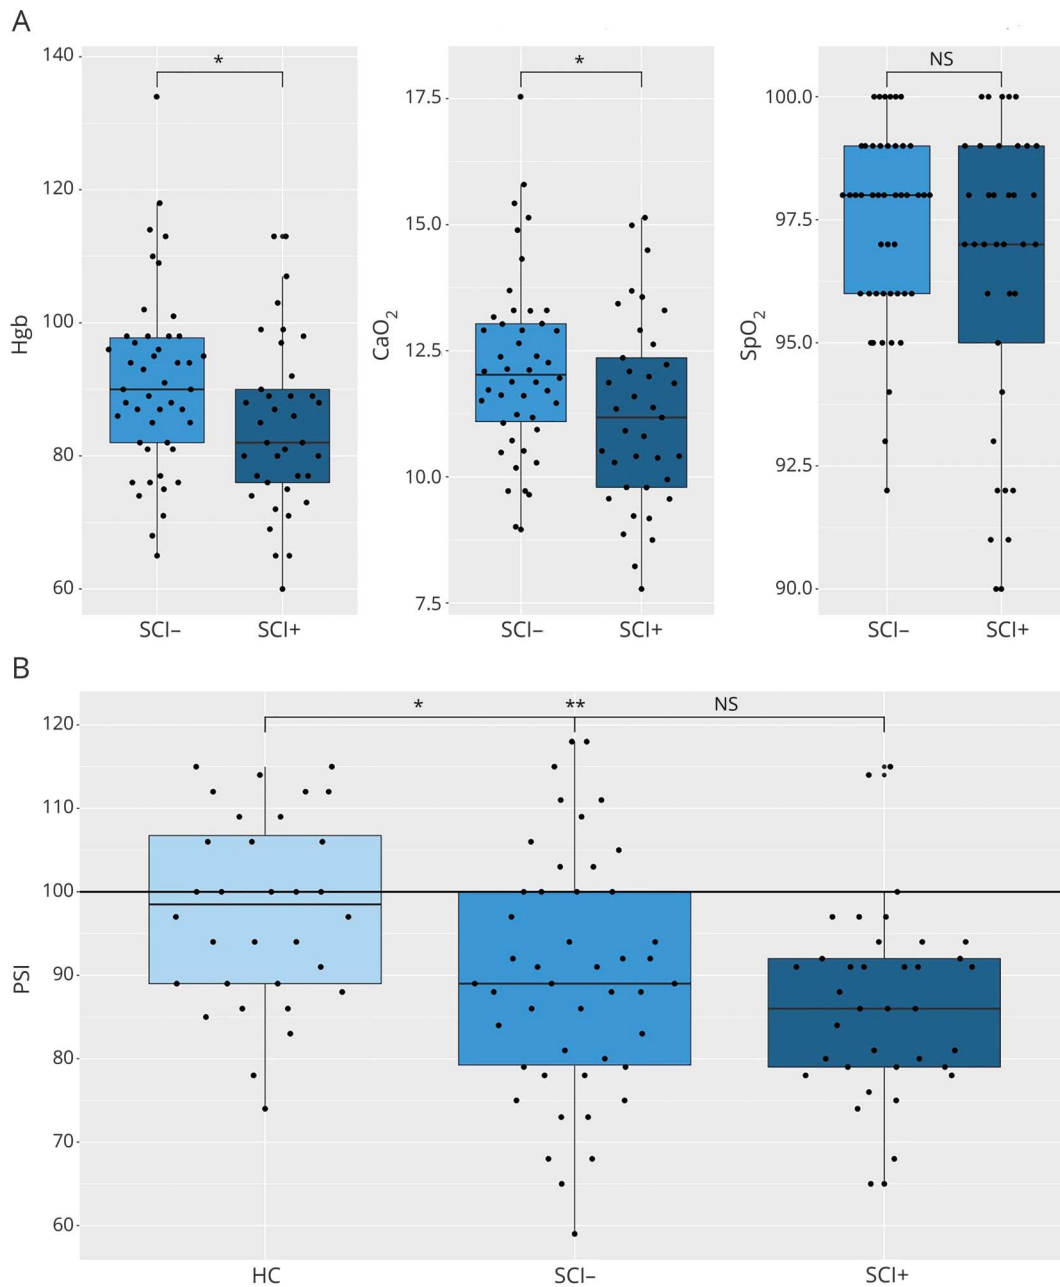 A
*
*
NS
Hgb
140
120
100
80
60
SCI– SCI+
CaO2
17.5
15.0
12.5
10.0
7.5
SCI– SCI+
SpO2
100.0
97.5
95.0
92.5
90.0
SCI– SCI+
B
* ** NS
PSI
120
110
100
90
80
70
60
HC SCI– SCI+